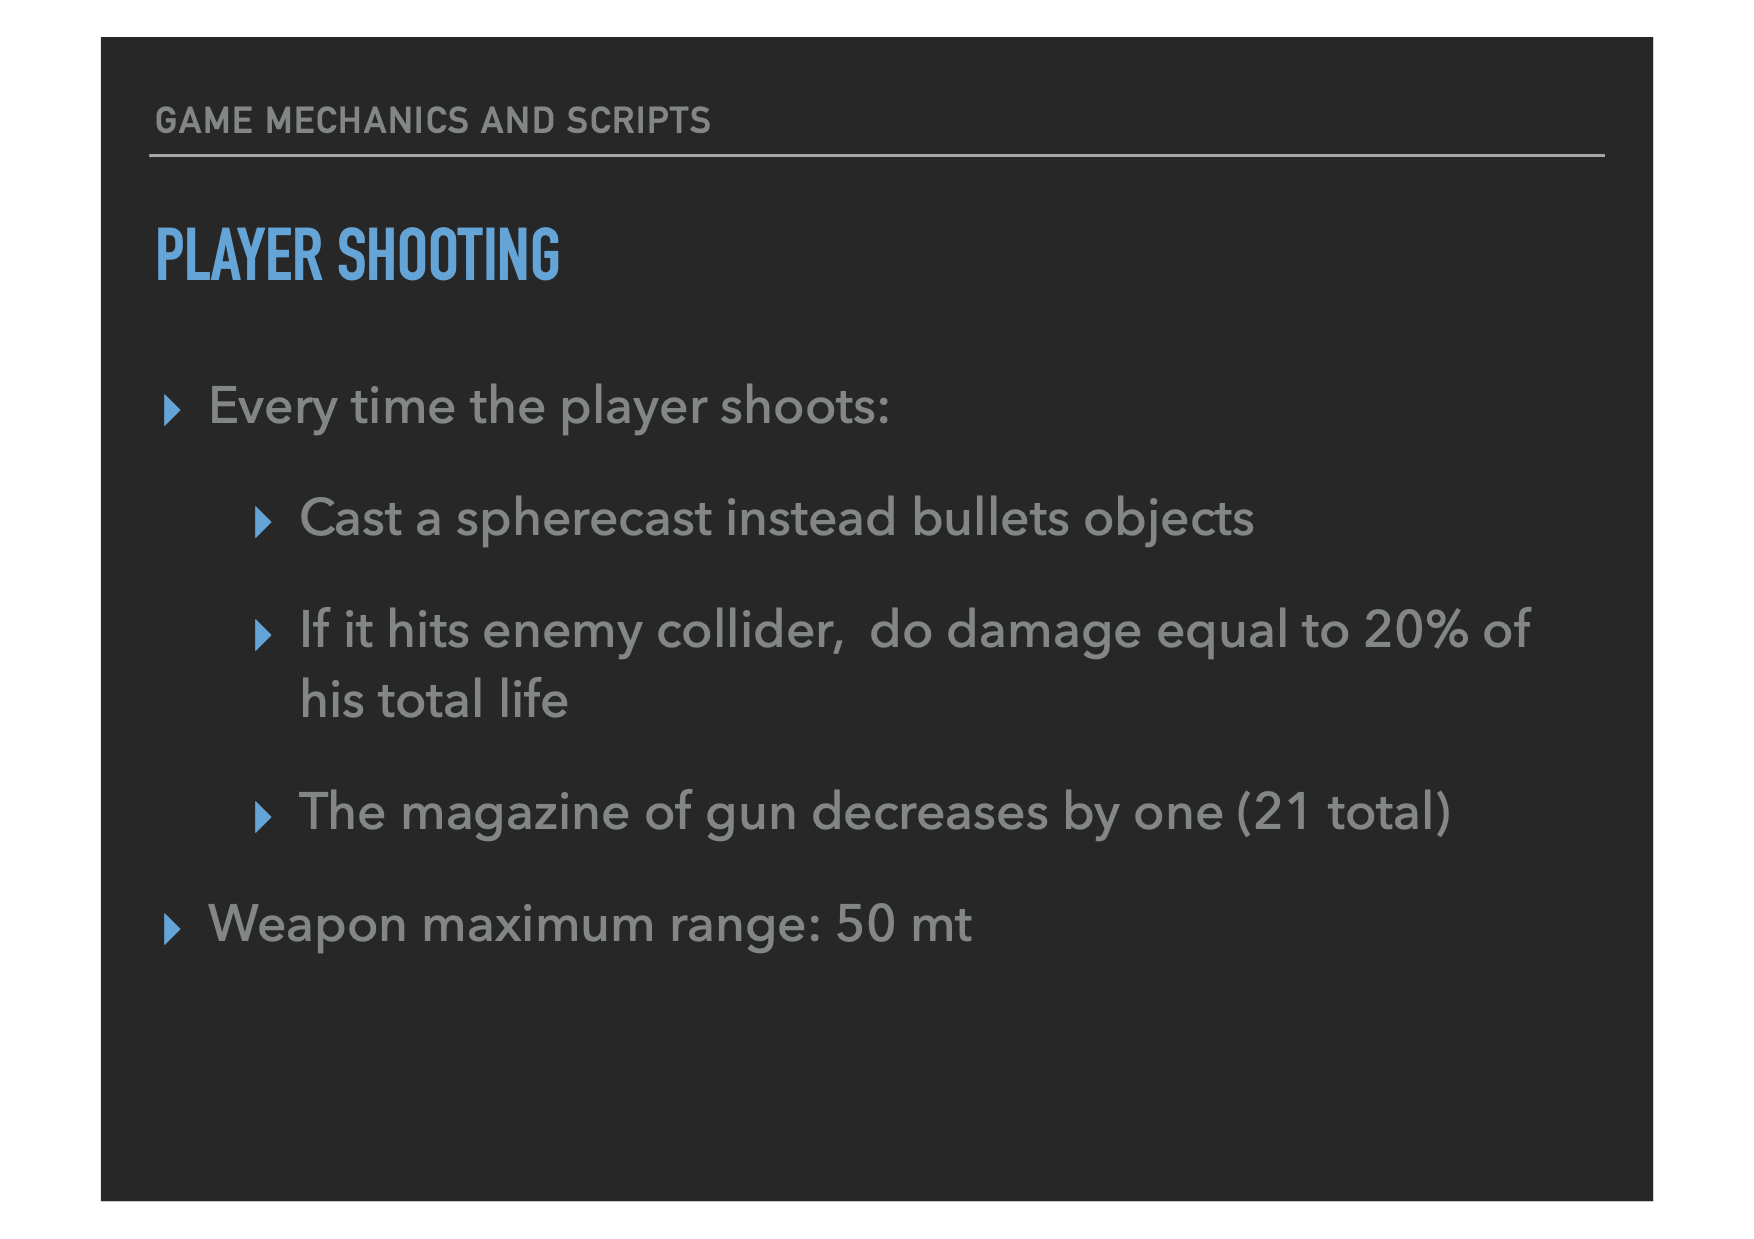 GAME MECHANICS AND SCRIPTS
PLAYER SHOOTING
Every time the player shoots:
Cast a spherecast instead bullets objects
If it hits enemy collider,  do damage equal to 20% of
his total life
The magazine of gun decreases by one (21 total)
Weapon maximum range: 50 mt